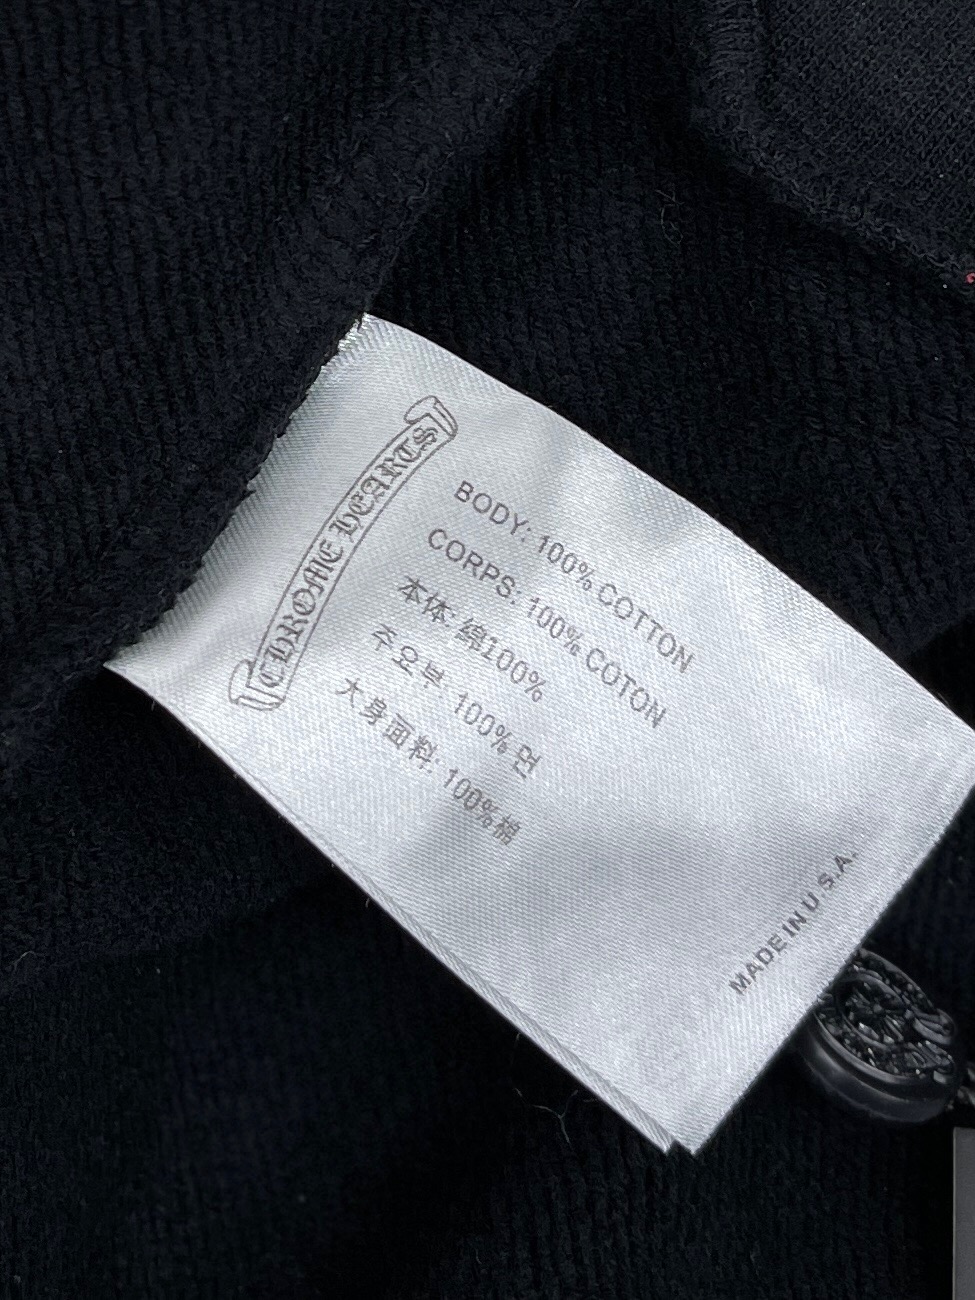 CHROME HEARTS
BODY: 100% COTTON
CORPS: 100% COTON
本体: 綿100%
주요부 100% 면
大身面料: 100%棉
MADE IN U.S.A.